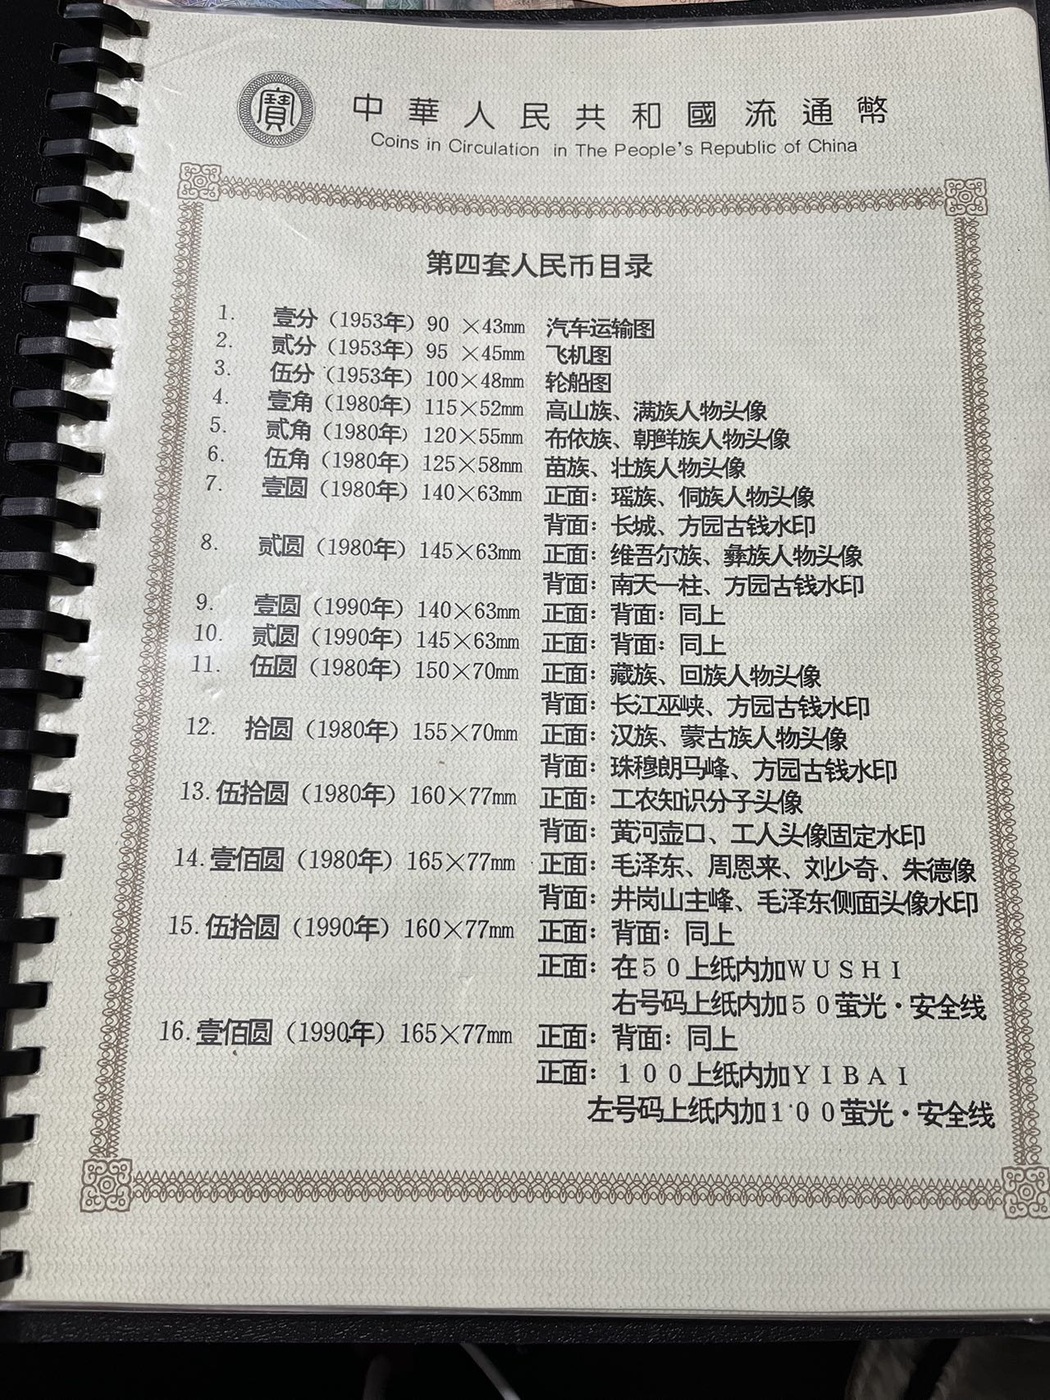 寶
中華人民共和國流通幣
Coins in Circulation in The People's Republic of China
第四套人民币目录
1. 壹分（1953年）90 ×43mm 汽车运输图
2. 贰分（1953年）95 ×45mm 飞机图
3. 伍分（1953年）100×48mm 轮船图
4. 壹角（1980年）115×52mm 高山族、满族人物头像
5. 贰角（1980年）120×55mm 布依族、朝鲜族人物头像
6. 伍角（1980年）125×58mm 苗族、壮族人物头像
7. 壹圆（1980年）140×63mm 正面：瑶族、侗族人物头像
背面：长城、方园古钱水印
8. 贰圆（1980年）145×63mm 正面：维吾尔族、彝族人物头像
背面：南天一柱、方园古钱水印
9. 壹圆（1990年）140×63mm 正面：背面：同上
10. 贰圆（1990年）145×63mm 正面：背面：同上
11. 伍圆（1980年）150×70mm 正面：藏族、回族人物头像
背面：长江巫峡、方园古钱水印
12. 拾圆（1980年）155×70mm 正面：汉族、蒙古族人物头像
背面：珠穆朗马峰、方园古钱水印
13. 伍拾圆（1980年）160×77mm 正面：工农知识分子头像
背面：黄河壶口、工人头像固定水印
14. 壹佰圆（1980年）165×77mm 正面：毛泽东、周恩来、刘少奇、朱德像
背面：井岗山主峰、毛泽东侧面头像水印
15. 伍拾圆（1990年）160×77mm 正面：背面：同上
正面：在50上纸内加WUSHI
右号码上纸内加50萤光·安全线
16. 壹佰圆（1990年）165×77mm 正面：背面：同上
正面：100上纸内加YIBAI
左号码上纸内加100萤光·安全线